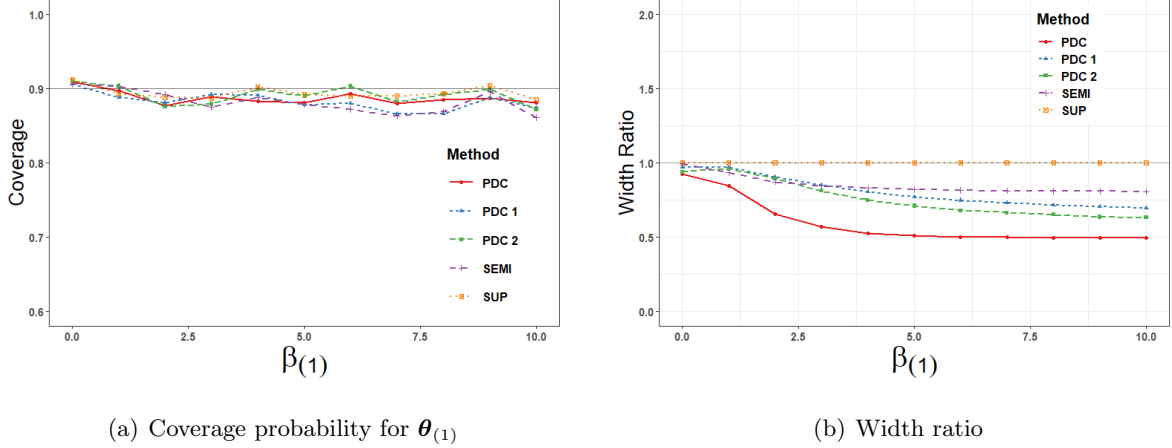 1.0
0.9
0.8
0.7
0.6
Coverage
Method
PDC
PDC 1
PDC 2
SEMI
SUP
0.0 2.5 5.0 7.5 10.0
β(1)
(a) Coverage probability for θ(1)
2.0
1.5
1.0
0.5
0.0
Width Ratio
Method
PDC
PDC 1
PDC 2
SEMI
SUP
0.0 2.5 5.0 7.5 10.0
β(1)
(b) Width ratio